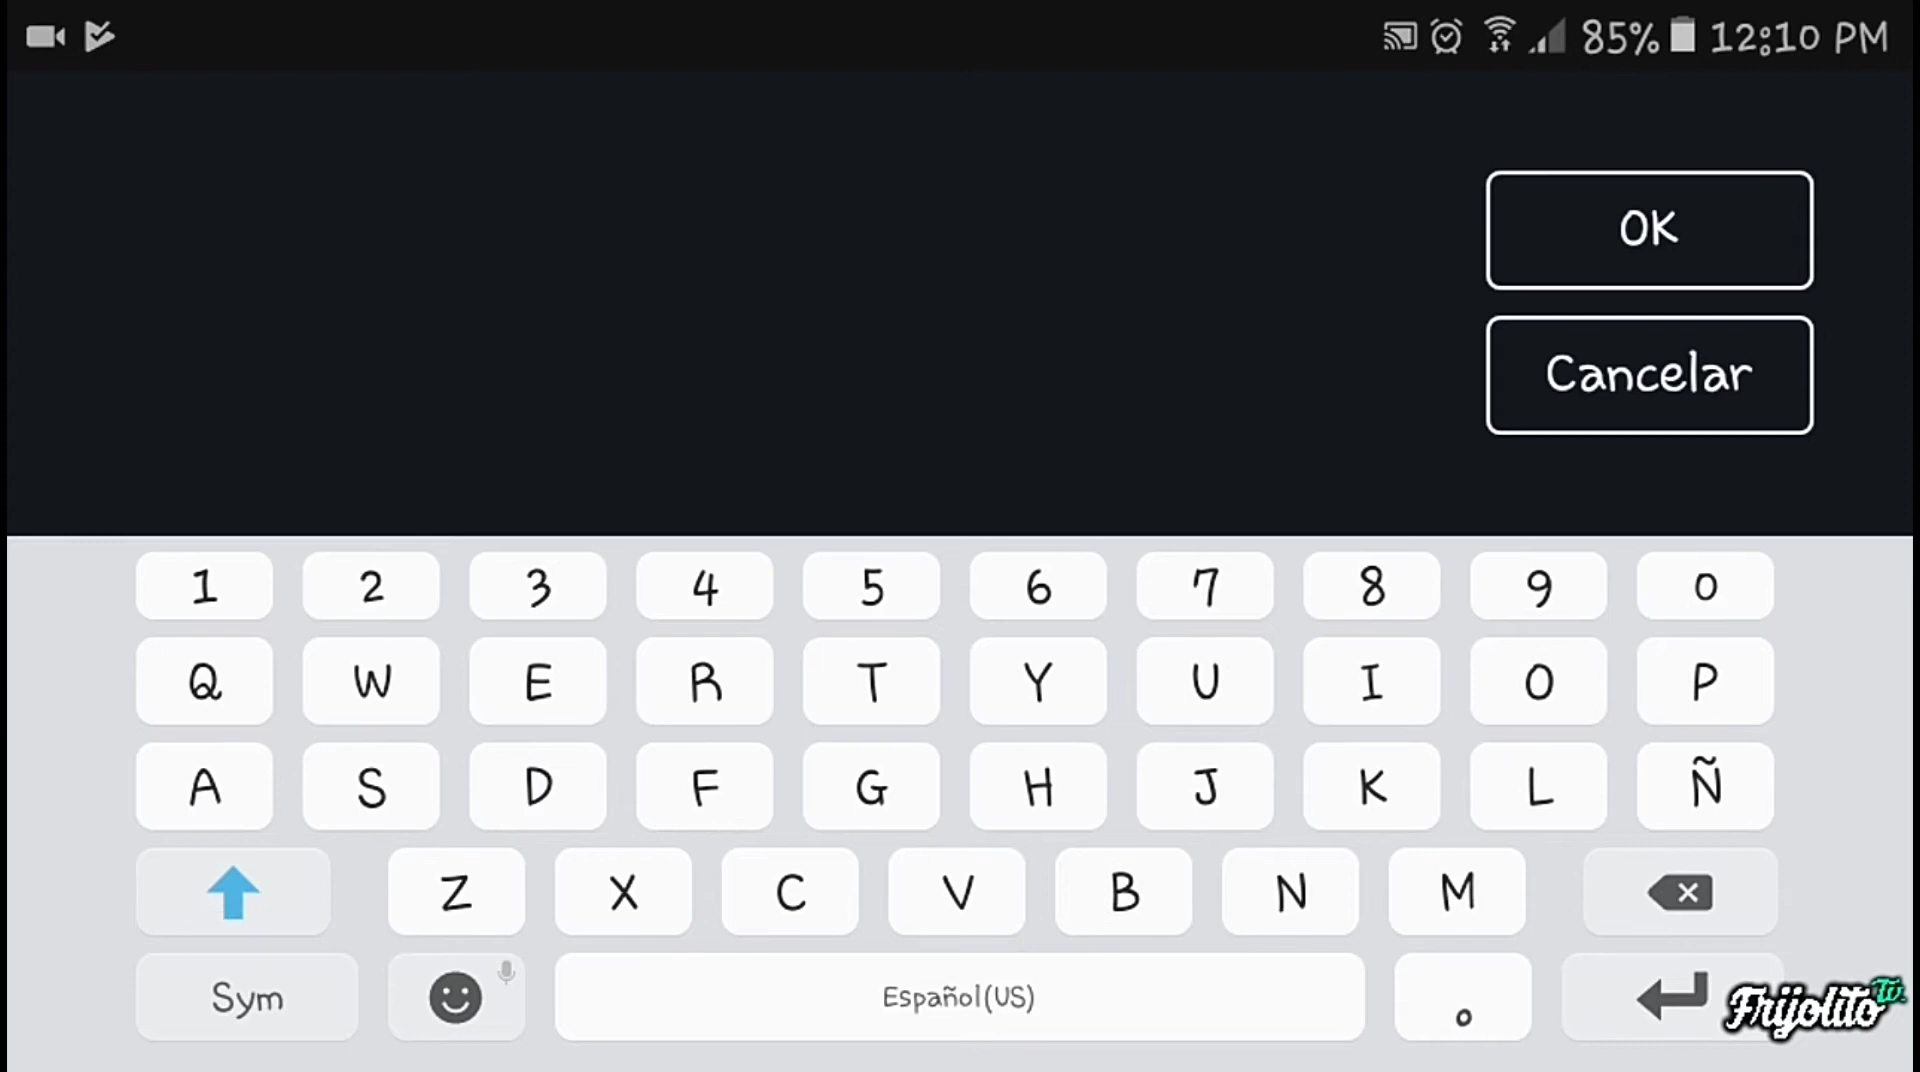 85% 12:10 PM
OK
Cancelar
1 2 3 4 5 6 7 8 9 0
Q W E R T Y U I O P
A S D F G H J K L Ñ
Z X C V B N M
Sym Español(US) .
Frijolito Tv